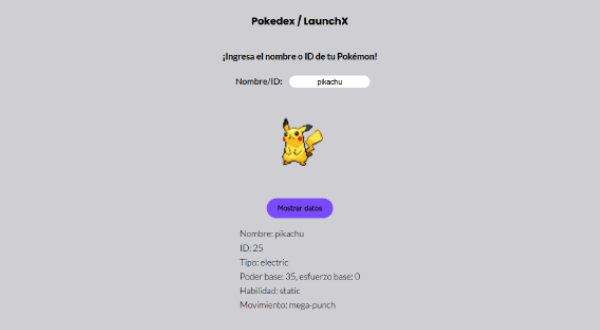 Pokedex / LaunchX
¡Ingresa el nombre o ID de tu Pokémon!
Nombre/ID: pikachu
Mostrar datos
Nombre: pikachu
ID: 25
Tipo: electric
Poder base: 35, esfuerzo base: 0
Habilidad: static
Movimiento: mega-punch